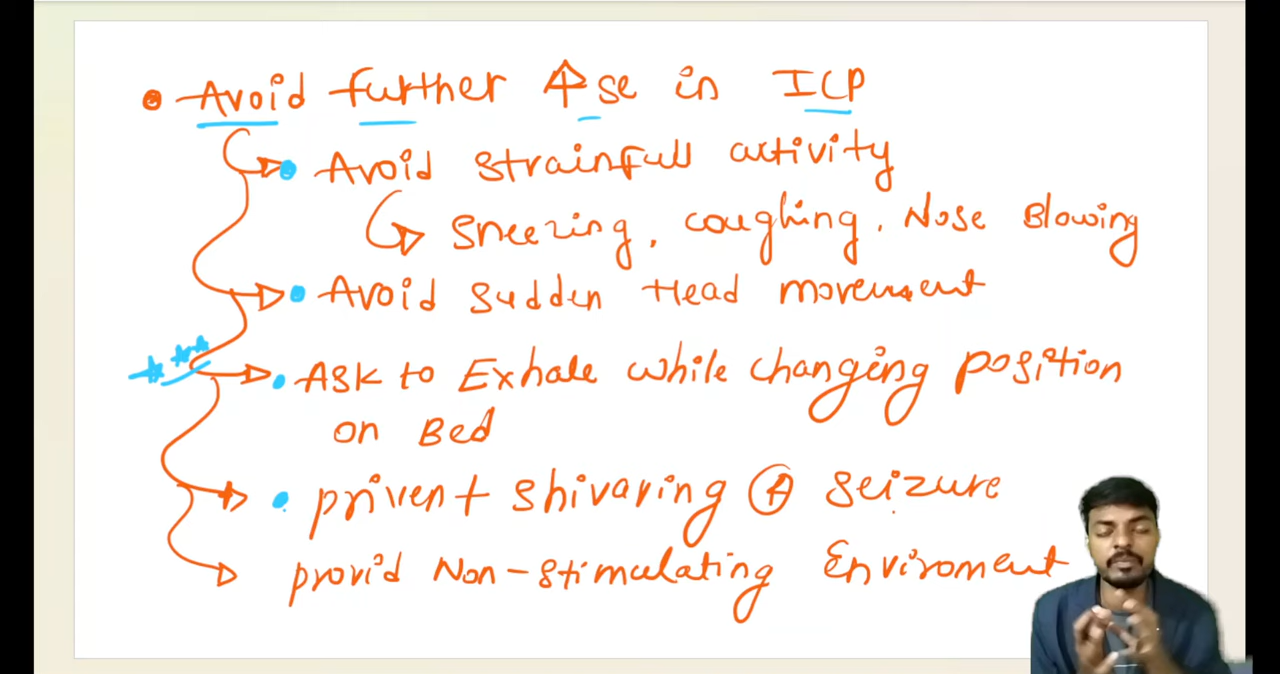 • Avoid further ↑se in ICP
• Avoid strainfull activity
↳ sneezing, coughing, Nose Blowing
• Avoid sudden Head movement
• Ask to Exhale while changing position
on Bed
• privent shivaring ⊕ seizure
provid Non-stimulating Enviroment